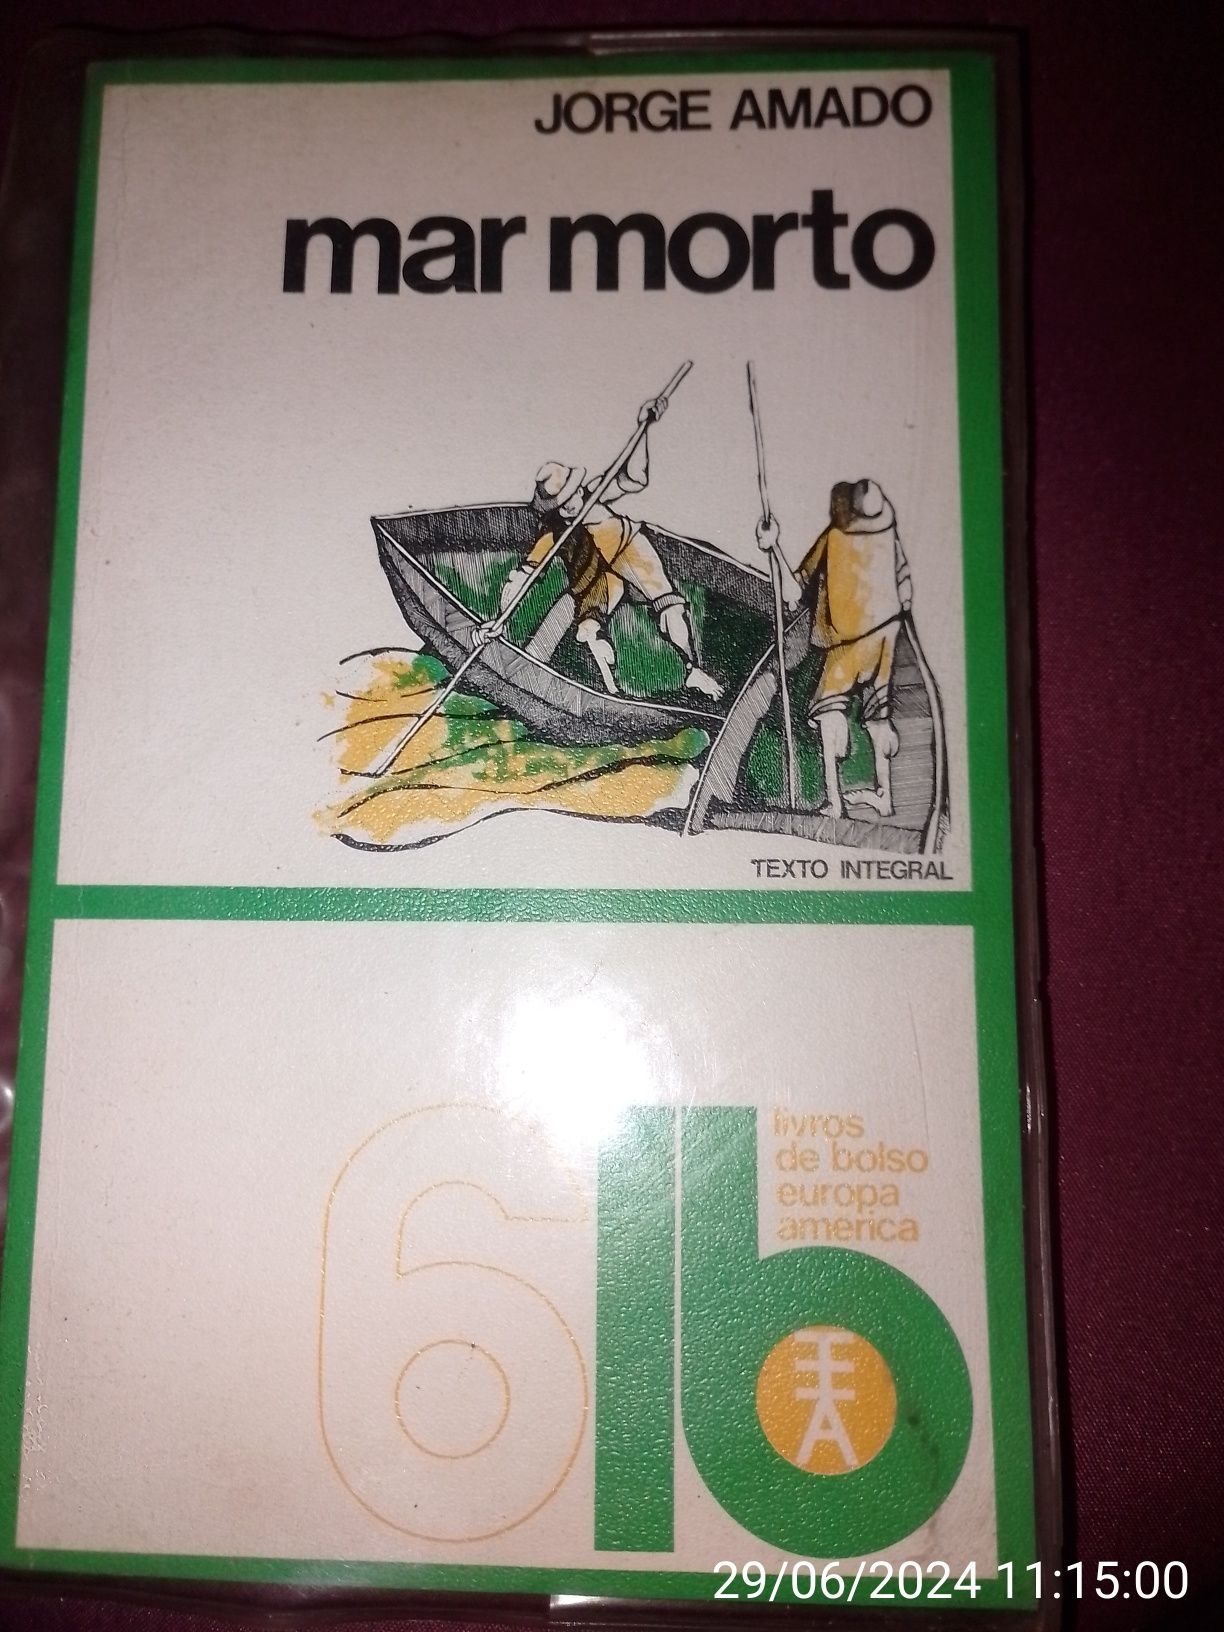 JORGE AMADO
mar morto
TEXTO INTEGRAL
6 lb
livros
de bolso
europa
américa
EA
29/06/2024 11:15:00